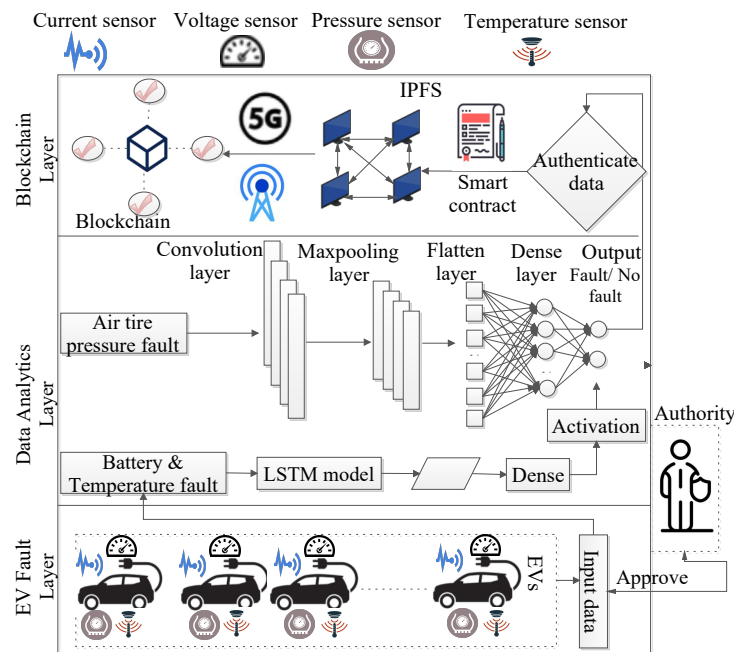 Current sensor
Voltage sensor
Pressure sensor
Temperature sensor
Blockchain
Layer
5G
IPFS
Smart
contract
Authenticate
data
Blockchain
Data Analytics
Layer
Convolution
layer
Maxpooling
layer
Flatten
layer
Dense
layer
Output
Fault/ No
fault
Air tire
pressure fault
Activation
Authority
Battery &
Temperature fault
LSTM model
Dense
EV Fault
Layer
EVs
Input data
Approve